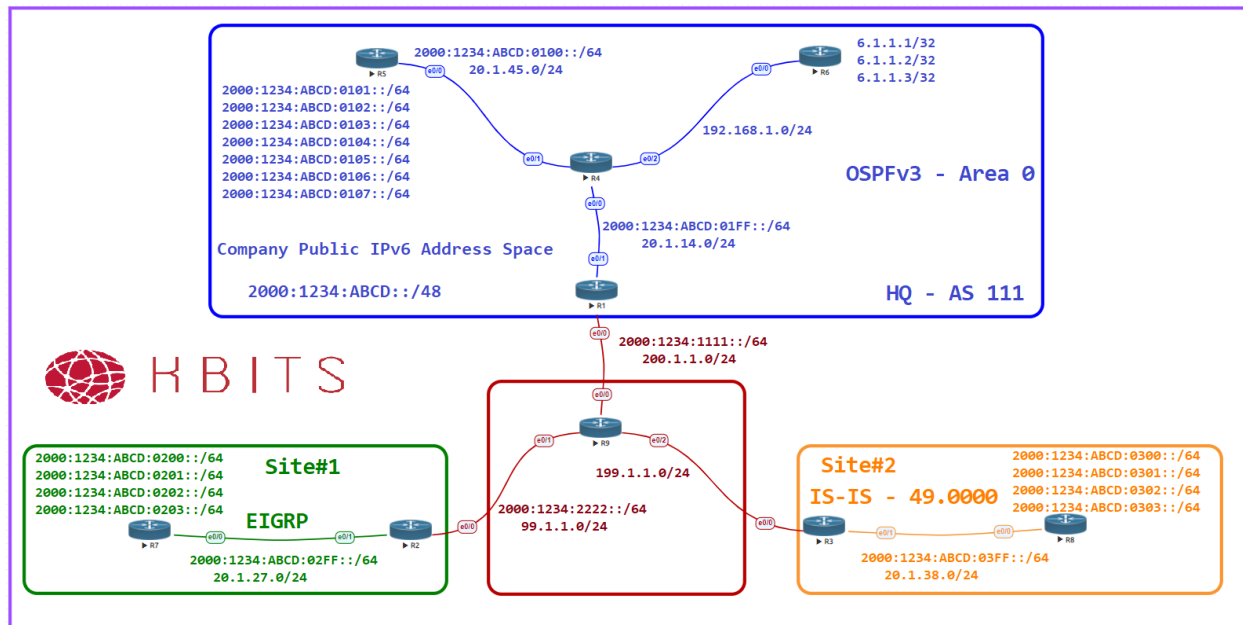 2000:1234:ABCD:0100::/64
20.1.45.0/24
e0/0
R5
2000:1234:ABCD:0101::/64
2000:1234:ABCD:0102::/64
2000:1234:ABCD:0103::/64
2000:1234:ABCD:0104::/64
2000:1234:ABCD:0105::/64
2000:1234:ABCD:0106::/64
2000:1234:ABCD:0107::/64
6.1.1.1/32
6.1.1.2/32
6.1.1.3/32
e0/0
R6
192.168.1.0/24
e0/1
e0/2
R4
OSPFv3 - Area 0
e0/0
2000:1234:ABCD:01FF::/64
20.1.14.0/24
Company Public IPv6 Address Space
2000:1234:ABCD::/48
e0/1
R1
HQ - AS 111
e0/0
2000:1234:1111::/64
200.1.1.0/24
KBITS
e0/0
R9
e0/1
e0/2
199.1.1.0/24
2000:1234:2222::/64
99.1.1.0/24
2000:1234:ABCD:0200::/64
2000:1234:ABCD:0201::/64
2000:1234:ABCD:0202::/64
2000:1234:ABCD:0203::/64
Site#1
EIGRP
R7
e0/0
e0/1
R2
e0/0
2000:1234:ABCD:02FF::/64
20.1.27.0/24
Site#2
IS-IS - 49.0000
2000:1234:ABCD:0300::/64
2000:1234:ABCD:0301::/64
2000:1234:ABCD:0302::/64
2000:1234:ABCD:0303::/64
e0/0
R3
e0/1
e0/0
R8
2000:1234:ABCD:03FF::/64
20.1.38.0/24